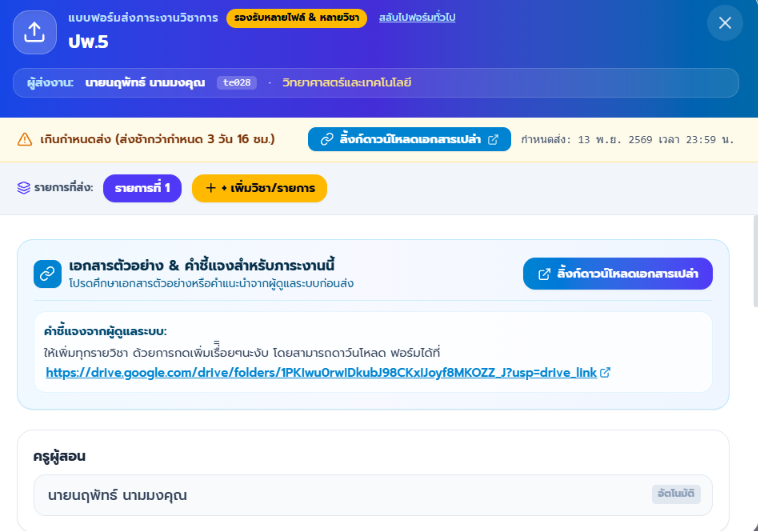 แบบฟอร์มส่งภาระงานวิชาการ รองรับหลายไฟล์ & หลายวิชา สลับไปฟอร์มทั่วไป
ปพ.5
ผู้ส่งงาน: นายนฤพัทธ์ นามมงคุณ te028 · วิทยาศาสตร์และเทคโนโลยี
เกินกำหนดส่ง (ส่งช้ากว่ากำหนด 3 วัน 16 ชม.) ลิ้งก์ดาวน์โหลดเอกสารเปล่า กำหนดส่ง: 13 พ.ย. 2569 เวลา 23:59 น.
รายการที่ส่ง: รายการที่ 1 + + เพิ่มวิชา/รายการ
เอกสารตัวอย่าง & คำชี้แจงสำหรับภาระงานนี้
โปรดศึกษาเอกสารตัวอย่างหรือคำแนะนำจากผู้ดูแลระบบก่อนส่ง
ลิ้งก์ดาวน์โหลดเอกสารเปล่า
คำชี้แจงจากผู้ดูแลระบบ:
ให้เพิ่มทุกรายวิชา ด้วยการกดเพิ่มเรื่อยๆนะงับ โดยสามารถดาวันโหลด ฟอร์มได้ที่
https://drive.google.com/drive/folders/1PKlwu0rwlDkubJ98CKxlJoyf8MKOZZ_J?usp=drive_link
ครูผู้สอน
นายนฤพัทธ์ นามมงคุณ อัตโนมัติ